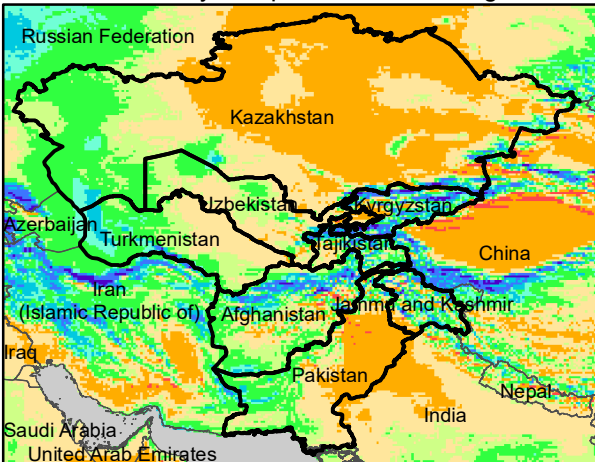 Russian Federation
Kazakhstan
Uzbekistan
Kyrgyzstan
Azerbaijan
Turkmenistan
Tajikistan
China
Iran
(Islamic Republic of)
Afghanistan
Jammu and Kashmir
Iraq
Pakistan
Nepal
India
Saudi Arabia
United Arab Emirates